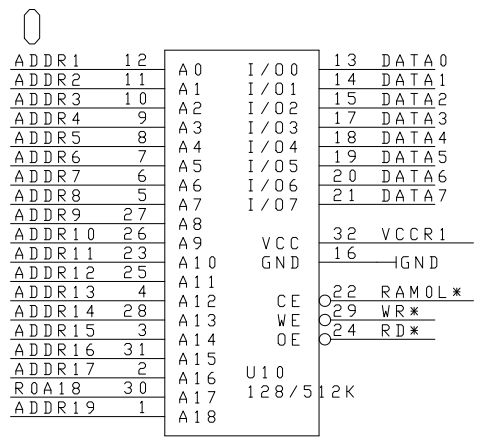 ADDR1 12 A0 I/O0 13 DATA0
ADDR2 11 A1 I/O1 14 DATA1
ADDR3 10 A2 I/O2 15 DATA2
ADDR4 9 A3 I/O3 17 DATA3
ADDR5 8 A4 I/O4 18 DATA4
ADDR6 7 A5 I/O5 19 DATA5
ADDR7 6 A6 I/O6 20 DATA6
ADDR8 5 A7 I/O7 21 DATA7
ADDR9 27 A8
ADDR10 26 A9 VCC 32 VCCR1
ADDR11 23 A10 GND 16 GND
ADDR12 25 A11
ADDR13 4 A12 CE 22 RAM0L*
ADDR14 28 A13 WE 29 WR*
ADDR15 3 A14 OE 24 RD*
ADDR16 31 A15
ADDR17 2 A16 U10
ROA18 30 A17 128/512K
ADDR19 1 A18